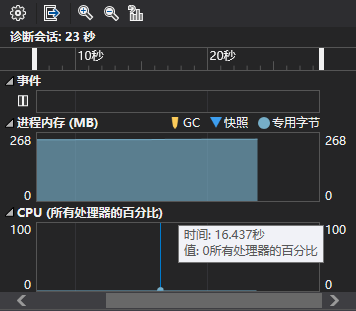 诊断会话: 23 秒
10秒 20秒
事件
进程内存 (MB) GC 快照 专用字节
268 268
0 0
CPU (所有处理器的百分比)
100 100
时间: 16.437秒
值: 0所有处理器的百分比
0 0